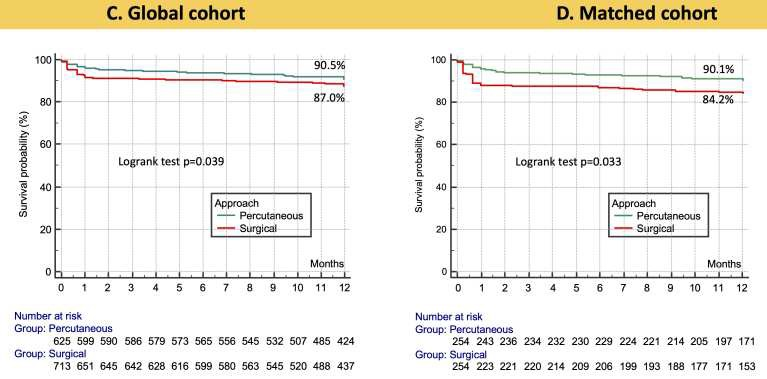 C. Global cohort
D. Matched cohort
Survival probability (%)
100
80
60
40
20
0
90.5%
87.0%
Logrank test p=0.039
Approach
Percutaneous
Surgical
Months
0 1 2 3 4 5 6 7 8 9 10 11 12
Number at risk
Group: Percutaneous
625 599 590 586 579 573 565 556 545 532 507 485 424
Group: Surgical
713 651 645 642 628 616 599 580 563 545 520 488 437
Survival probability (%)
100
80
60
40
20
0
90.1%
84.2%
Logrank test p=0.033
Approach
Percutaneous
Surgical
Months
0 1 2 3 4 5 6 7 8 9 10 11 12
Number at risk
Group: Percutaneous
254 243 236 234 232 230 229 224 221 214 205 197 171
Group: Surgical
254 223 221 220 214 209 206 199 193 188 177 171 153